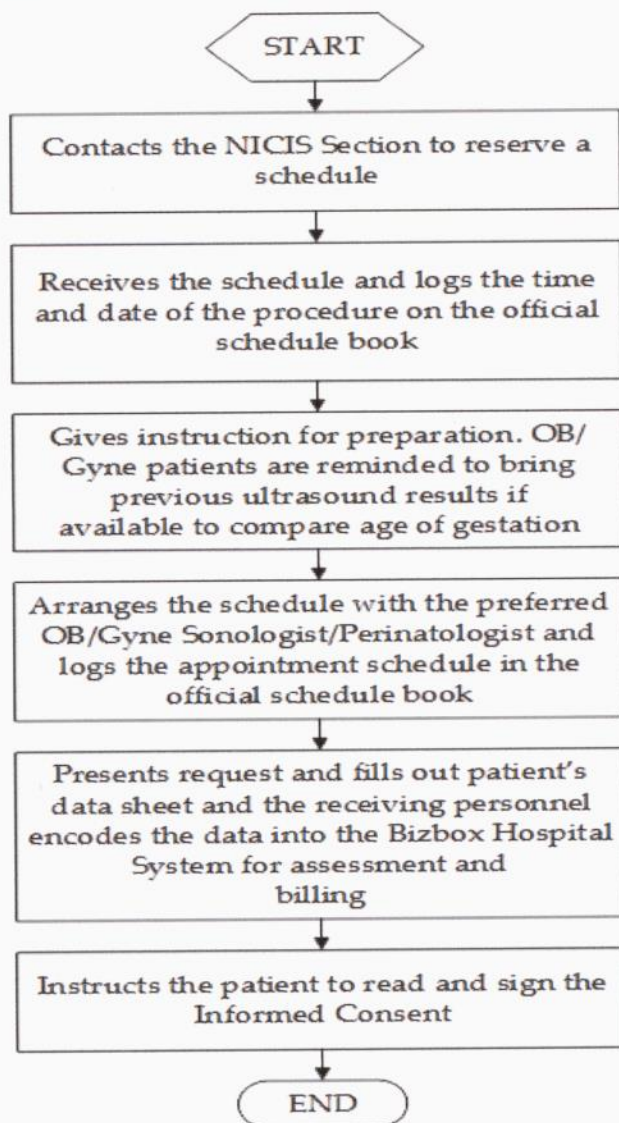 START
Contacts the NICIS Section to reserve a
schedule
Receives the schedule and logs the time
and date of the procedure on the official
schedule book
Gives instruction for preparation. OB/
Gyne patients are reminded to bring
previous ultrasound results if
available to compare age of gestation
Arranges the schedule with the preferred
OB/Gyne Sonologist/Perinatologist and
logs the appointment schedule in the
official schedule book
Presents request and fills out patient's
data sheet and the receiving personnel
encodes the data into the Bizbox Hospital
System for assessment and
billing
Instructs the patient to read and sign the
Informed Consent
END